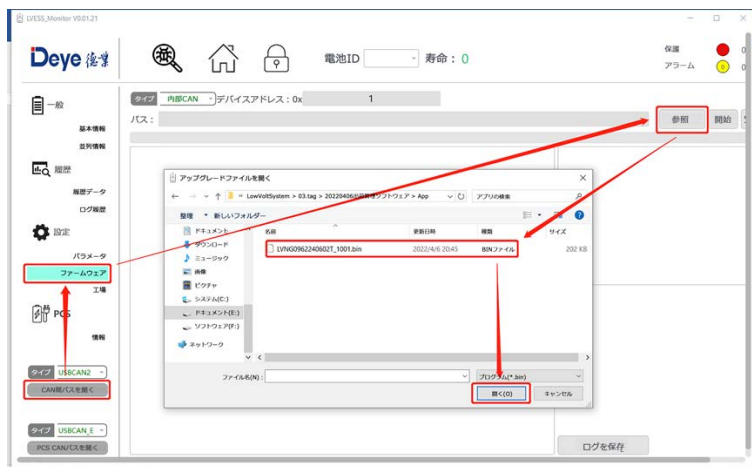 LVESS_Monitor V0.01.21
Deye 德業
電池ID
寿命：0
保護
アラーム
0
一般
基本情報
並列情報
履歴
履歴データ
ログ履歴
設定
パラメータ
ファームウェア
工場
PCS
情報
タイプ USBCAN2
CAN用パスを開く
タイプ USBCAN_E
PCS CANパスを開く
タイプ 内部CAN デバイスアドレス：0x 1
パス：
参照
開始
アップグレードファイルを開く
LowVoltSystem > 03.tag > 20220406出荷管理ソフトウェア > App
アプリの検索
整理 新しいフォルダー
名前 更新日時 種類 サイズ
LVNG0962240602T_1001.bin 2022/4/6 20:45 BINファイル 202 KB
ドキュメント
ダウンロード
ミュージック
画像
ピクチャ
システム(C:)
ドキュメント(E:)
ソフトウェア(F:)
ネットワーク
ファイル名(N)：
プログラム(*.bin)
開く(O)
キャンセル
ログを保存